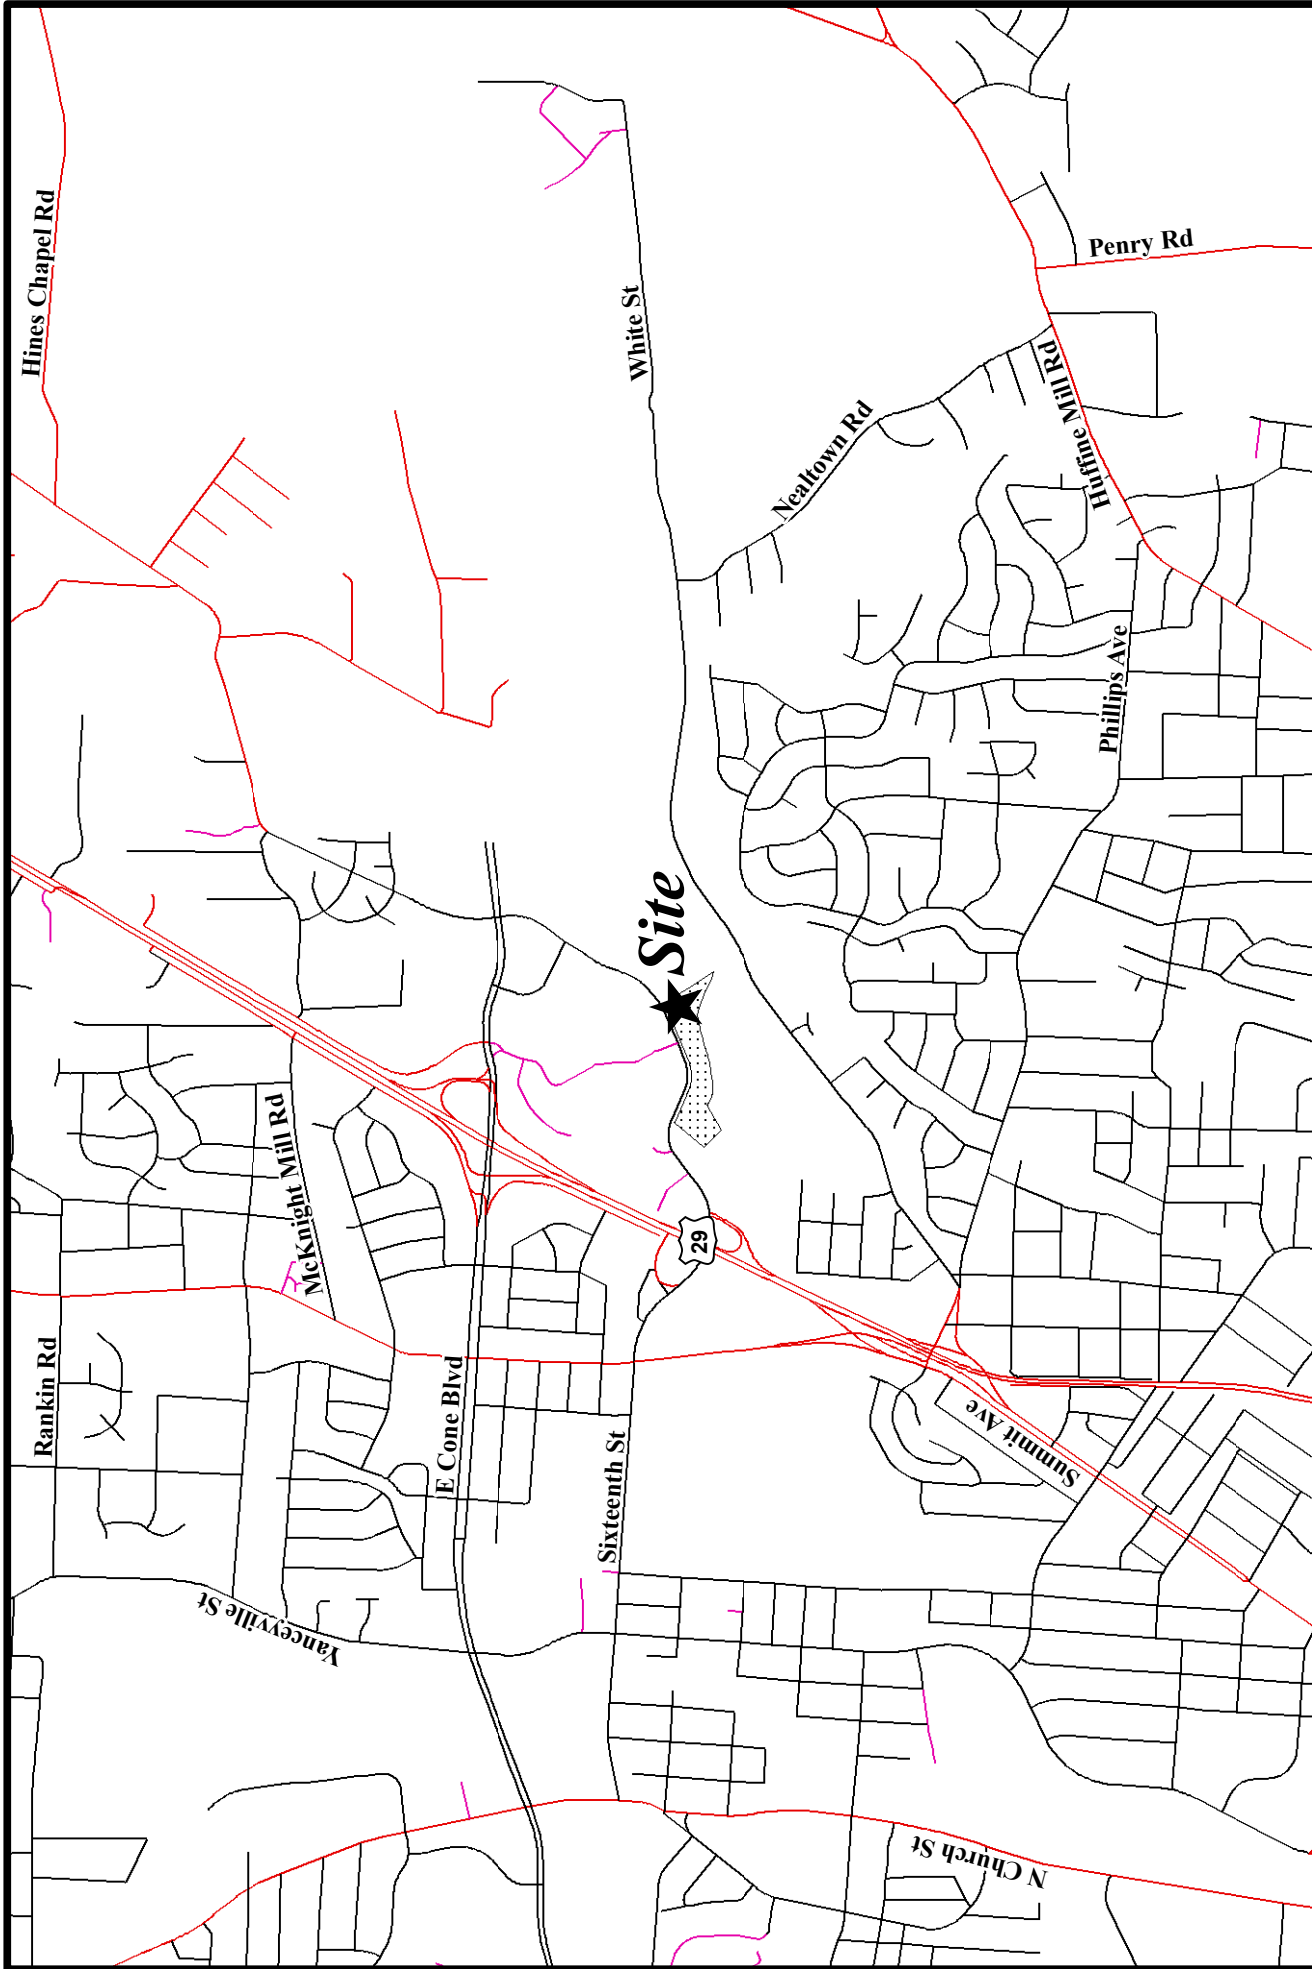 Hines Chapel Rd
White St
Penry Rd
Huffine Mill Rd
Nealtown Rd
Phillips Ave
Site
McKnight Mill Rd
29
Rankin Rd
E Cone Blvd
Summit Ave
Sixteenth St
Yanceyville St
N Church St